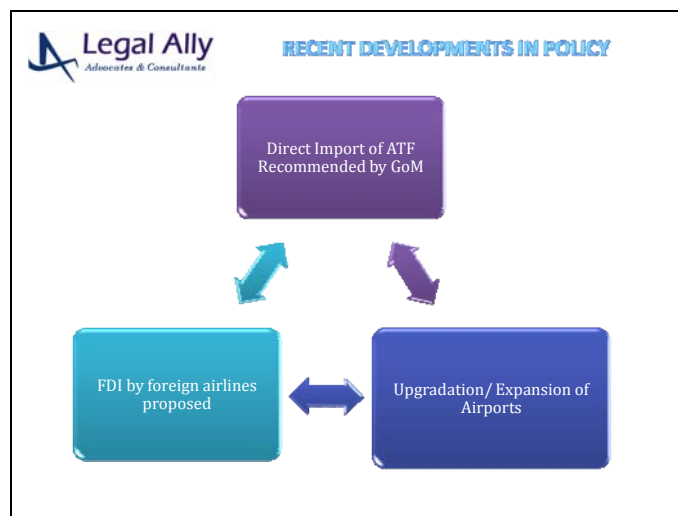 Legal Ally
Advocates & Consultants
RECENT DEVELOPMENTS IN POLICY
Direct Import of ATF
Recommended by GoM
FDI by foreign airlines
proposed
Upgradation/ Expansion of
Airports